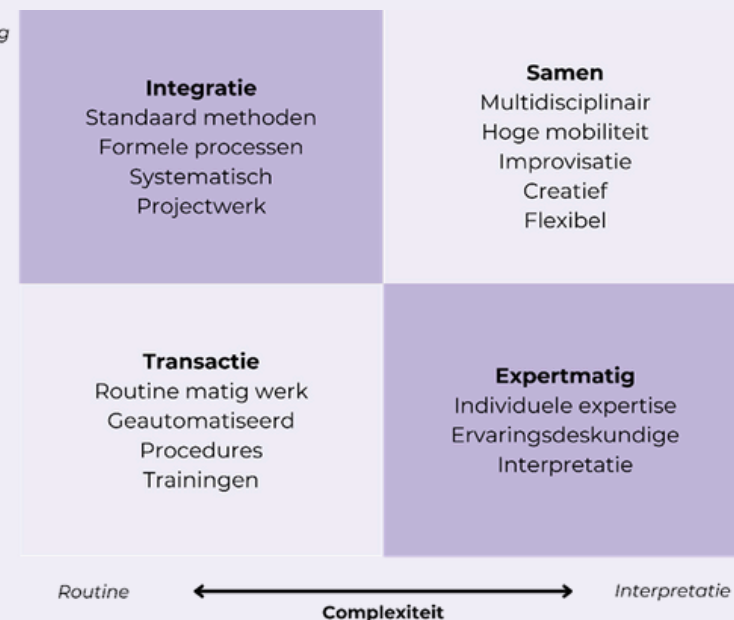 Integratie
Standaard methoden
Formele processen
Systematisch
Projectwerk
Samen
Multidisciplinair
Hoge mobiliteit
Improvisatie
Creatief
Flexibel
Transactie
Routine matig werk
Geautomatiseerd
Procedures
Trainingen
Expertmatig
Individuele expertise
Ervaringsdeskundige
Interpretatie
Routine
Interpretatie
Complexiteit